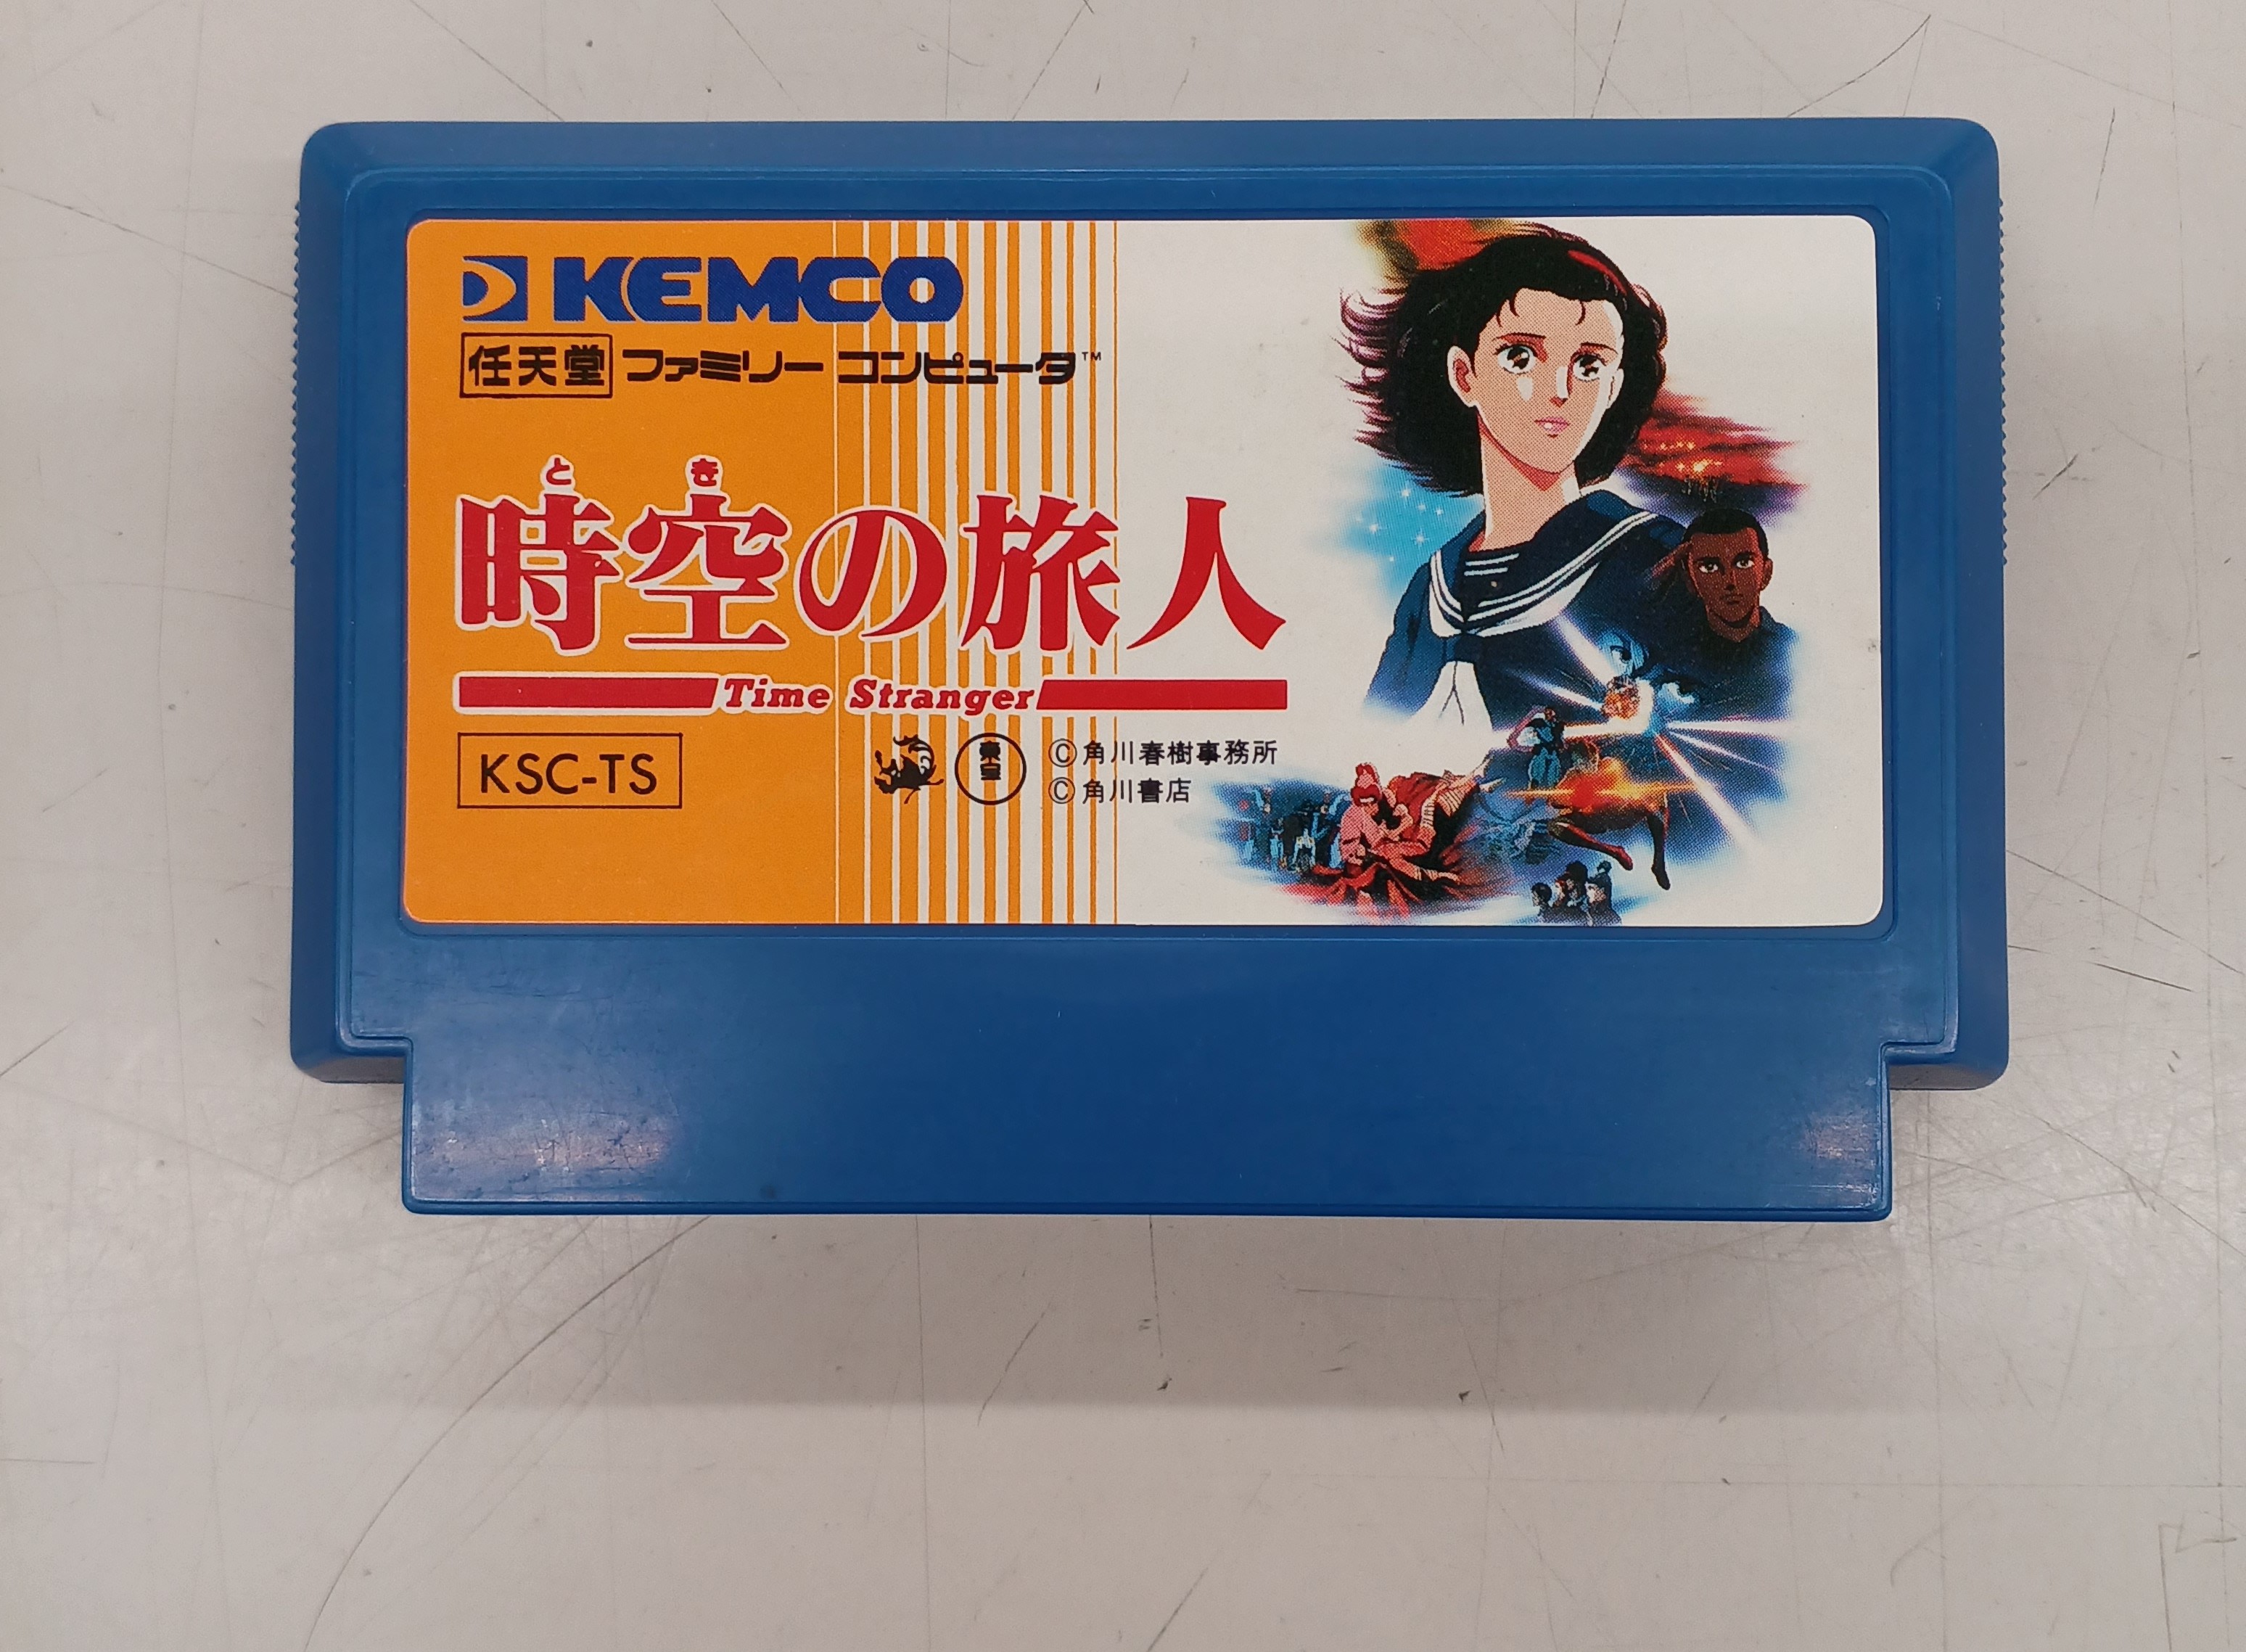 KEMCO
任天堂 ファミリー コンピュータ™
とき
時空の旅人
Time Stranger
KSC-TS
東宝
©角川春樹事務所
©角川書店